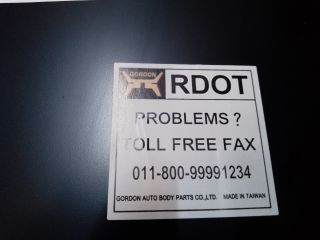 GORDON RDOT
PROBLEMS ?
TOLL FREE FAX
011-800-99991234
GORDON AUTO BODY PARTS CO.,LTD. MADE IN TAIWAN